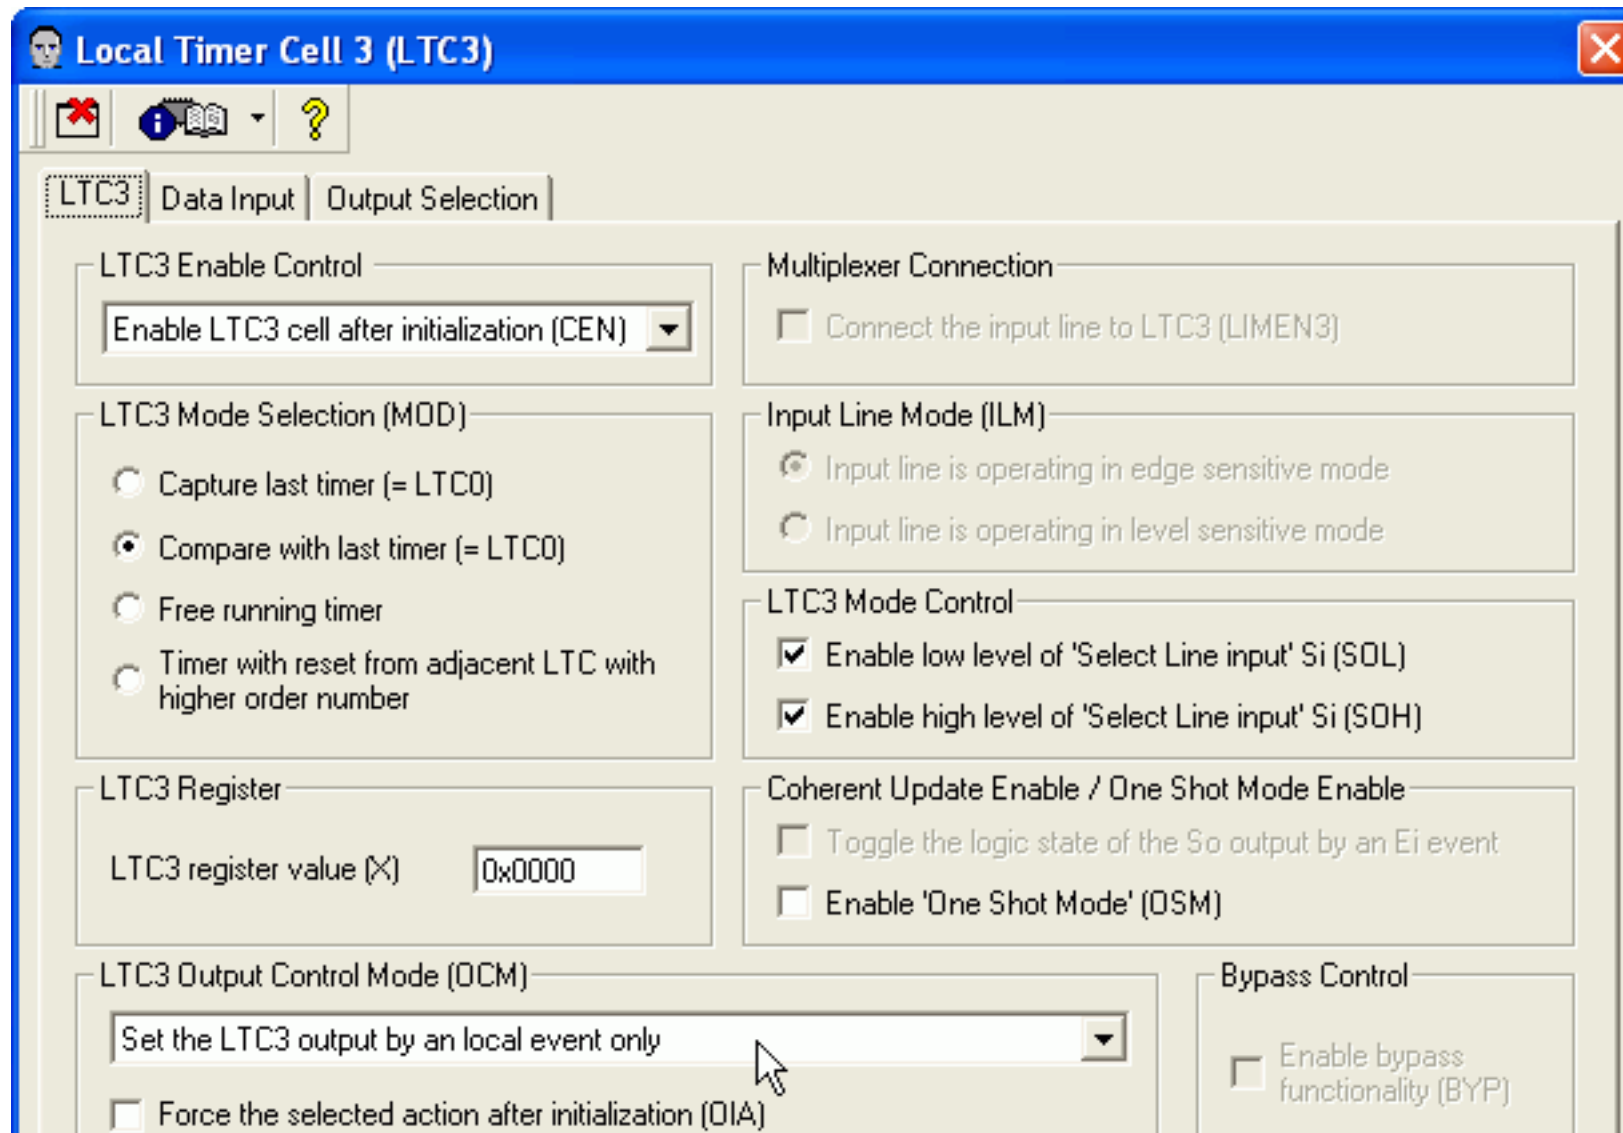 Local Timer Cell 3 (LTC3)
LTC3
Data Input
Output Selection
LTC3 Enable Control
Enable LTC3 cell after initialization (CEN)
LTC3 Mode Selection (MOD)
Capture last timer (= LTC0)
Compare with last timer (= LTC0)
Free running timer
Timer with reset from adjacent LTC with
higher order number
LTC3 Register
LTC3 register value (X)
0x0000
Multiplexer Connection
Connect the input line to LTC3 (LIMEN3)
Input Line Mode (ILM)
Input line is operating in edge sensitive mode
Input line is operating in level sensitive mode
LTC3 Mode Control
Enable low level of 'Select Line input' Si (SOL)
Enable high level of 'Select Line input' Si (SOH)
Coherent Update Enable / One Shot Mode Enable
Toggle the logic state of the So output by an Ei event
Enable 'One Shot Mode' (OSM)
LTC3 Output Control Mode (OCM)
Set the LTC3 output by an local event only
Force the selected action after initialization (OIA)
Bypass Control
Enable bypass
functionality (BYP)